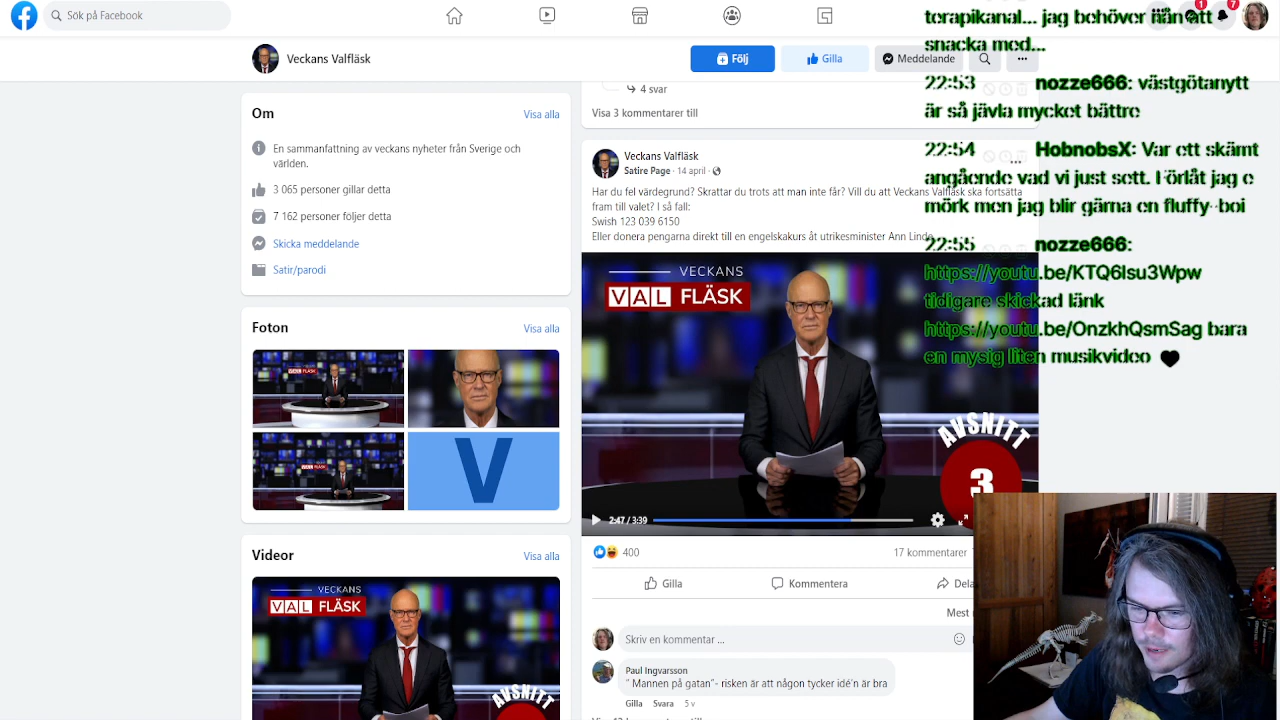 Sök på Facebook
1
7
Veckans Valfläsk
Följ
Gilla
Meddelande
Om
Visa alla
En sammanfattning av veckans nyheter från Sverige och
världen.
3 065 personer gillar detta
7 162 personer följer detta
Skicka meddelande
Satir/parodi
Foton
Visa alla
V
Videor
Visa alla
VECKANS
VAL FLÄSK
AVSNITT
4 svar
Visa 3 kommentarer till
Veckans Valfläsk
Satire Page · 14 april ·
Har du fel värdegrund? Skrattar du trots att man inte får? Vill du att Veckans Valfläsk ska fortsätta
fram till valet? I så fall:
Swish 123 039 6150
Eller donera pengarna direkt till en engelskakurs åt utrikesminister Ann Linde
VECKANS
VAL FLÄSK
AVSNITT
3
2:47 / 3:39
400
17 kommentarer
Gilla
Kommentera
Dela
Mest
Skriv en kommentar ...
Paul Ingvarsson
” Mannen på gatan”- risken är att någon tycker idé’n är bra
Gilla Svara 5 v
terapikanal... jag behöver nån att
snacka med...
22:53 nozze666: västgötanytt
är så jävla mycket bättre
22:54 HobnobsX: Var ett skämt
angående vad vi just sett. Förlåt jag e
mörk men jag blir gärna en fluffy boi
22:55 nozze666:
https://youtu.be/KTQ6lsu3Wpw
tidigare skickad länk
https://youtu.be/OnzkhQsmSag bara
en mysig liten musikvideo 🖤